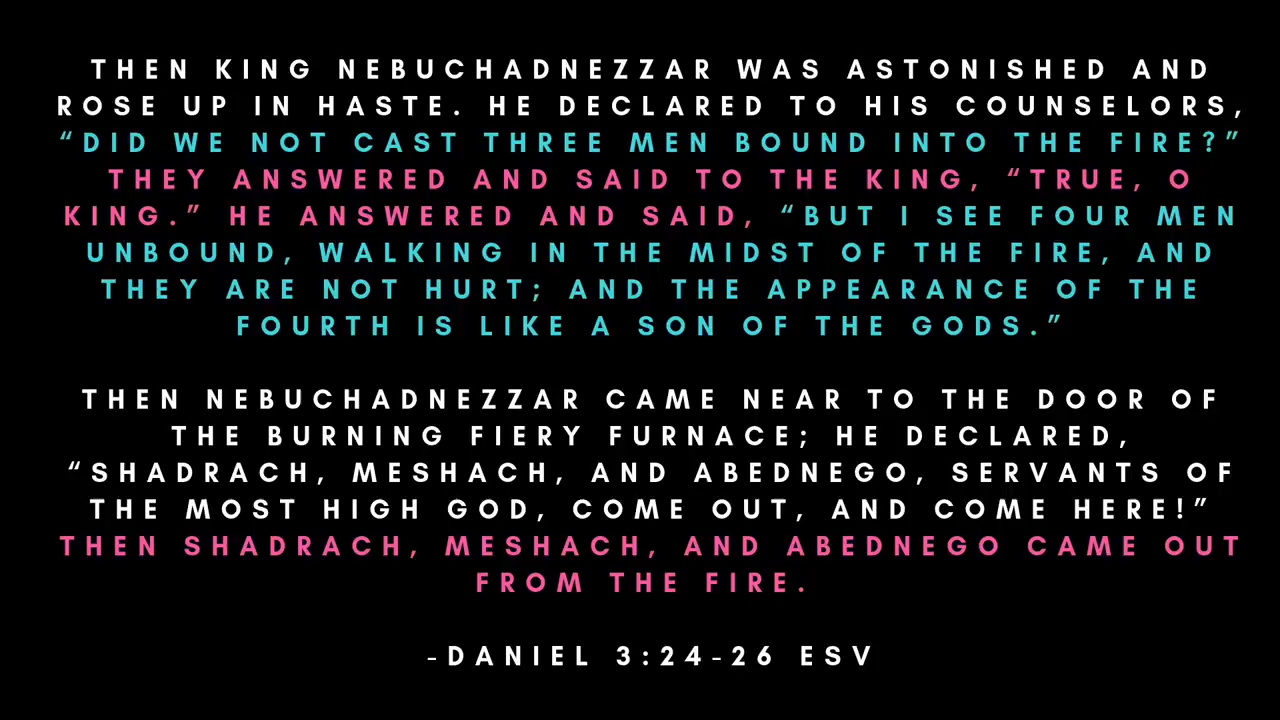 THEN KING NEBUCHADNEZZAR WAS ASTONISHED AND
ROSE UP IN HASTE. HE DECLARED TO HIS COUNSELORS,
“DID WE NOT CAST THREE MEN BOUND INTO THE FIRE?”
THEY ANSWERED AND SAID TO THE KING, “TRUE, O
KING.” HE ANSWERED AND SAID, “BUT I SEE FOUR MEN
UNBOUND, WALKING IN THE MIDST OF THE FIRE, AND
THEY ARE NOT HURT; AND THE APPEARANCE OF THE
FOURTH IS LIKE A SON OF THE GODS.”
THEN NEBUCHADNEZZAR CAME NEAR TO THE DOOR OF
THE BURNING FIERY FURNACE; HE DECLARED,
“SHADRACH, MESHACH, AND ABEDNEGO, SERVANTS OF
THE MOST HIGH GOD, COME OUT, AND COME HERE!”
THEN SHADRACH, MESHACH, AND ABEDNEGO CAME OUT
FROM THE FIRE.
-DANIEL 3:24-26 ESV